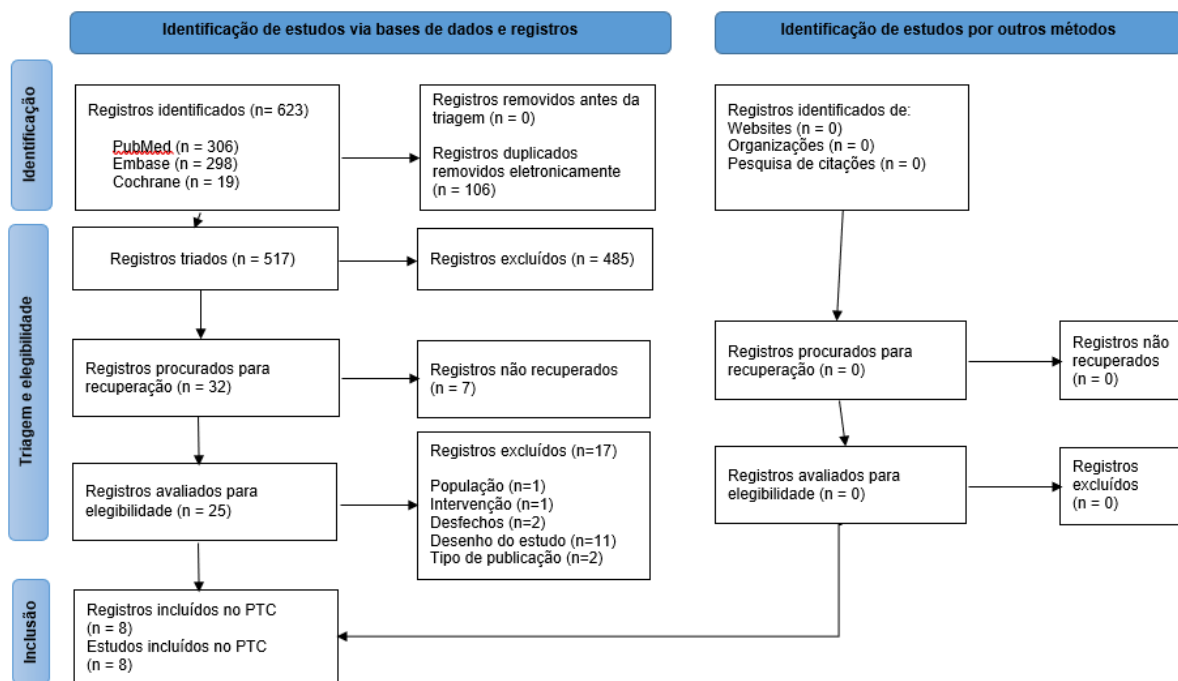 Identificação de estudos via bases de dados e registros
Identificação de estudos por outros métodos
Identificação
Registros identificados (n= 623)
PubMed (n = 306)
Embase (n = 298)
Cochrane (n = 19)
Registros removidos antes da
triagem (n = 0)
Registros duplicados
removidos eletronicamente
(n = 106)
Registros identificados de:
Websites (n = 0)
Organizações (n = 0)
Pesquisa de citações (n = 0)
Triagem e elegibilidade
Registros triados (n = 517)
Registros excluídos (n = 485)
Registros procurados para
recuperação (n = 32)
Registros não recuperados
(n = 7)
Registros procurados para
recuperação (n = 0)
Registros não
recuperados
(n = 0)
Registros avaliados para
elegibilidade (n = 25)
Registros excluídos (n=17)
População (n=1)
Intervenção (n=1)
Desfechos (n=2)
Desenho do estudo (n=11)
Tipo de publicação (n=2)
Registros avaliados para
elegibilidade (n = 0)
Registros
excluídos
(n = 0)
Inclusão
Registros incluídos no PTC
(n = 8)
Estudos incluídos no PTC
(n = 8)